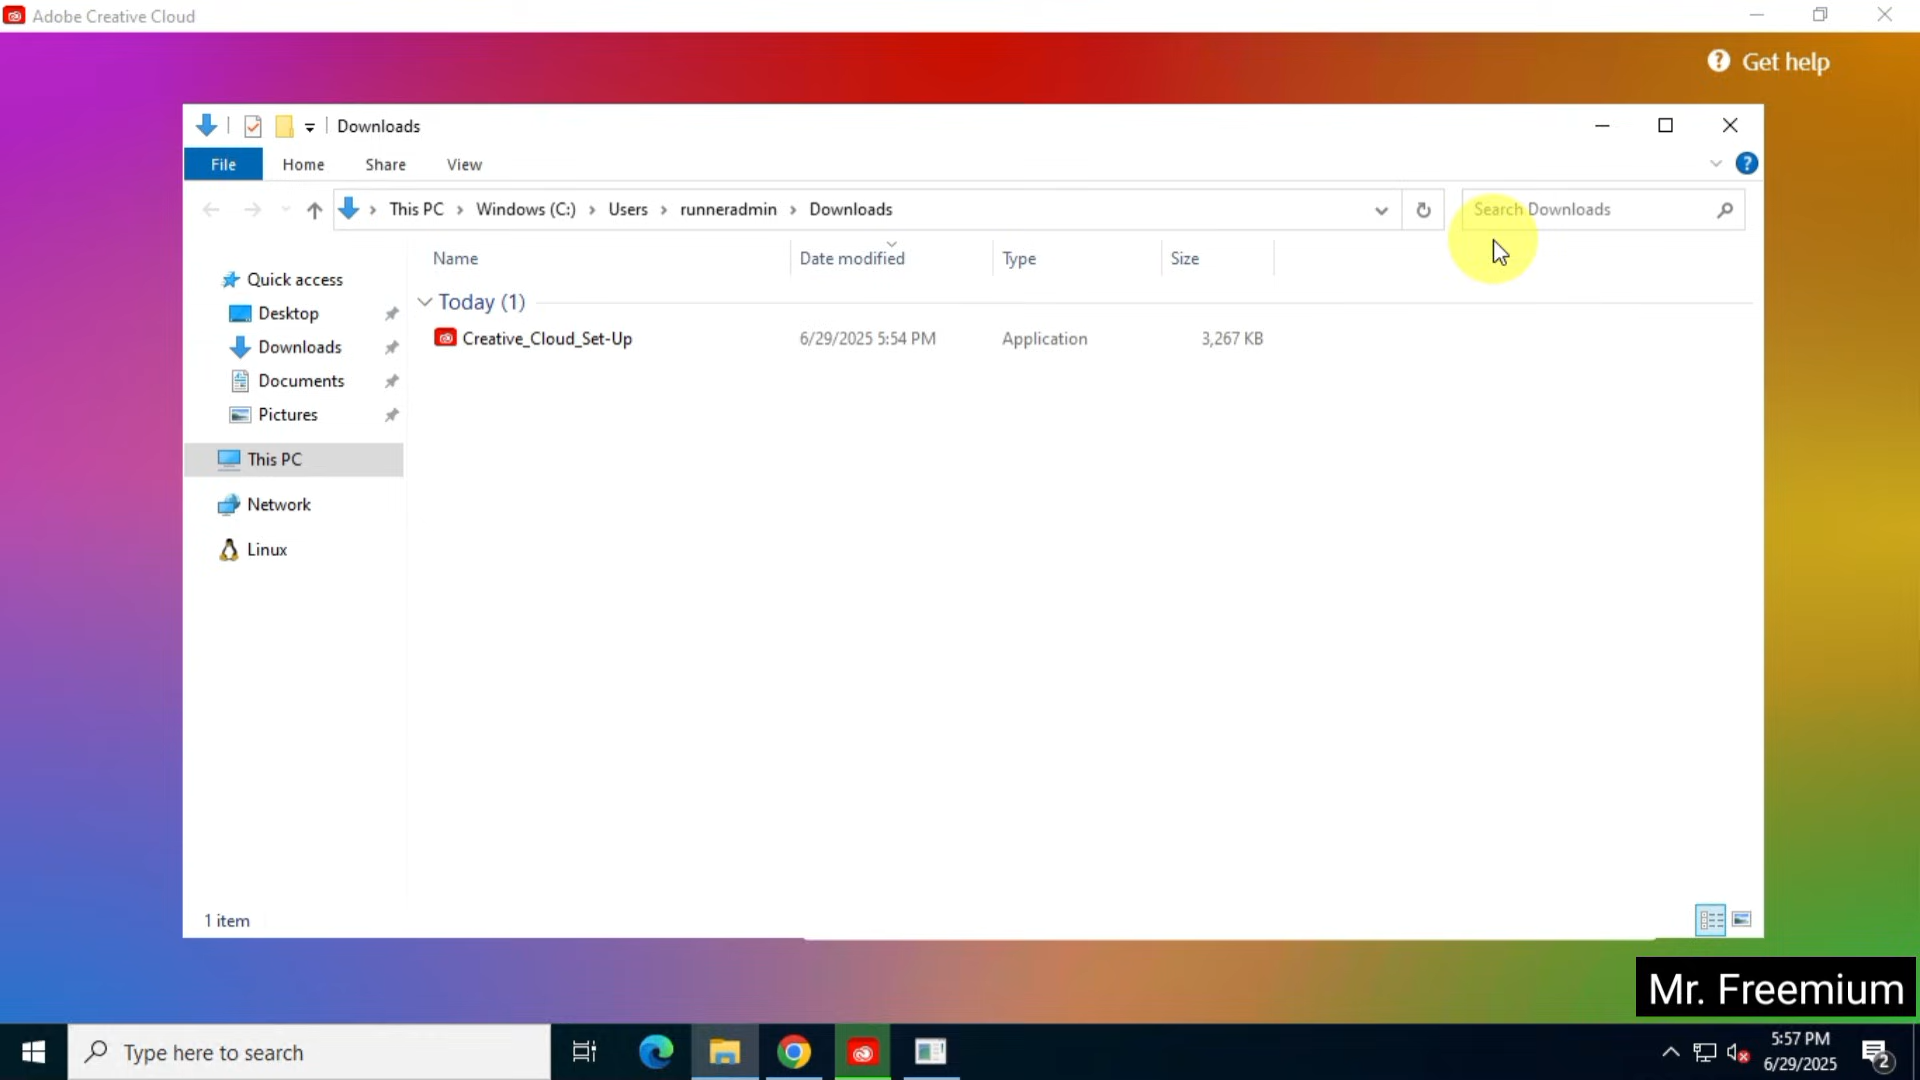 Adobe Creative Cloud
Get help
Downloads
File Home Share View
This PC Windows (C:) Users runneradmin Downloads
Search Downloads
Name Date modified Type Size
Quick access
Desktop
Downloads
Documents
Pictures
This PC
Network
Linux
Today (1)
Creative_Cloud_Set-Up 6/29/2025 5:54 PM Application 3,267 KB
1 item
Mr. Freemium
Type here to search
5:57 PM
6/29/2025
2